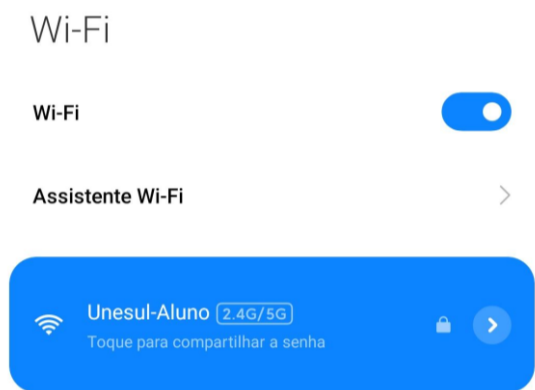 Wi-Fi
Wi-Fi
Assistente Wi-Fi
Unesul-Aluno 2.4G/5G
Toque para compartilhar a senha